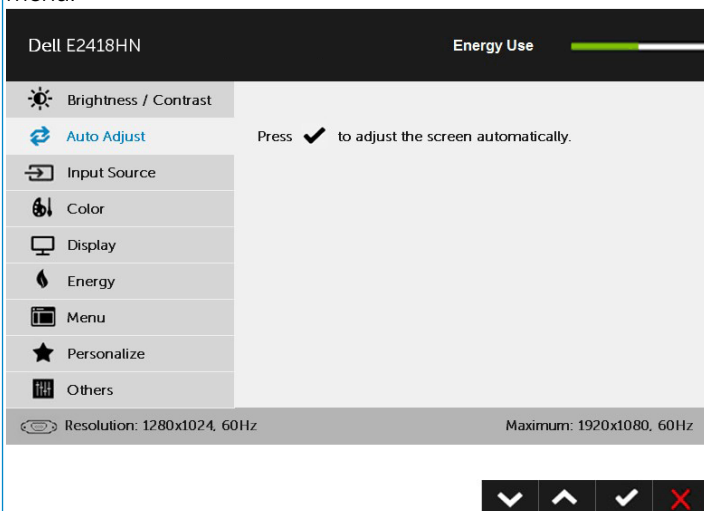 menu.
Dell E2418HN Energy Use
Brightness / Contrast
Auto Adjust Press ✔ to adjust the screen automatically.
Input Source
Color
Display
Energy
Menu
Personalize
Others
Resolution: 1280x1024, 60Hz Maximum: 1920x1080, 60Hz